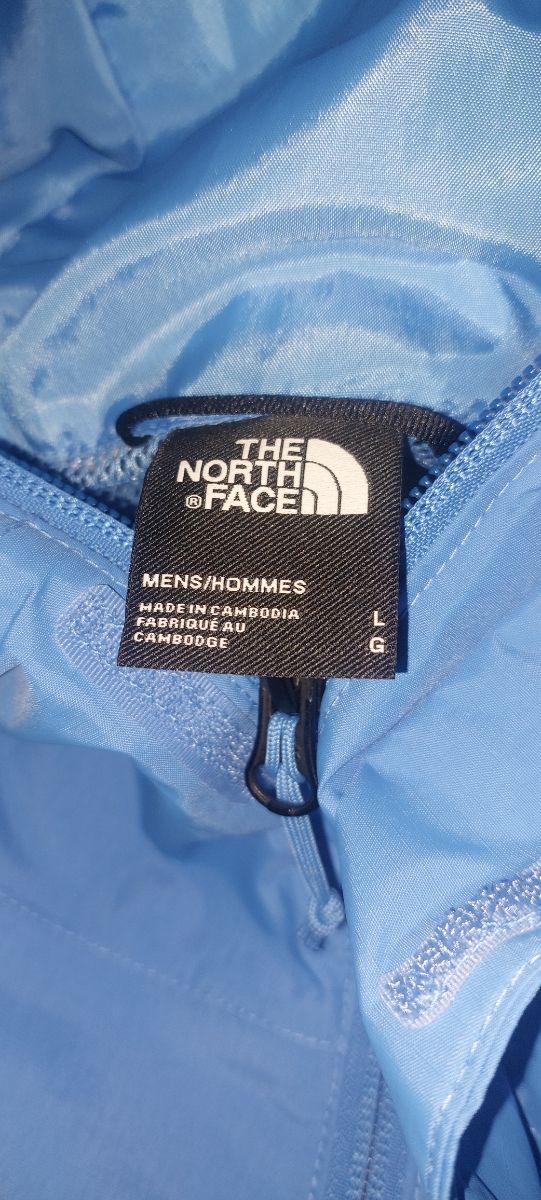 THE
NORTH
® FACE
MENS/HOMMES
MADE IN CAMBODIA
FABRIQUÉ AU
CAMBODGE
L
G